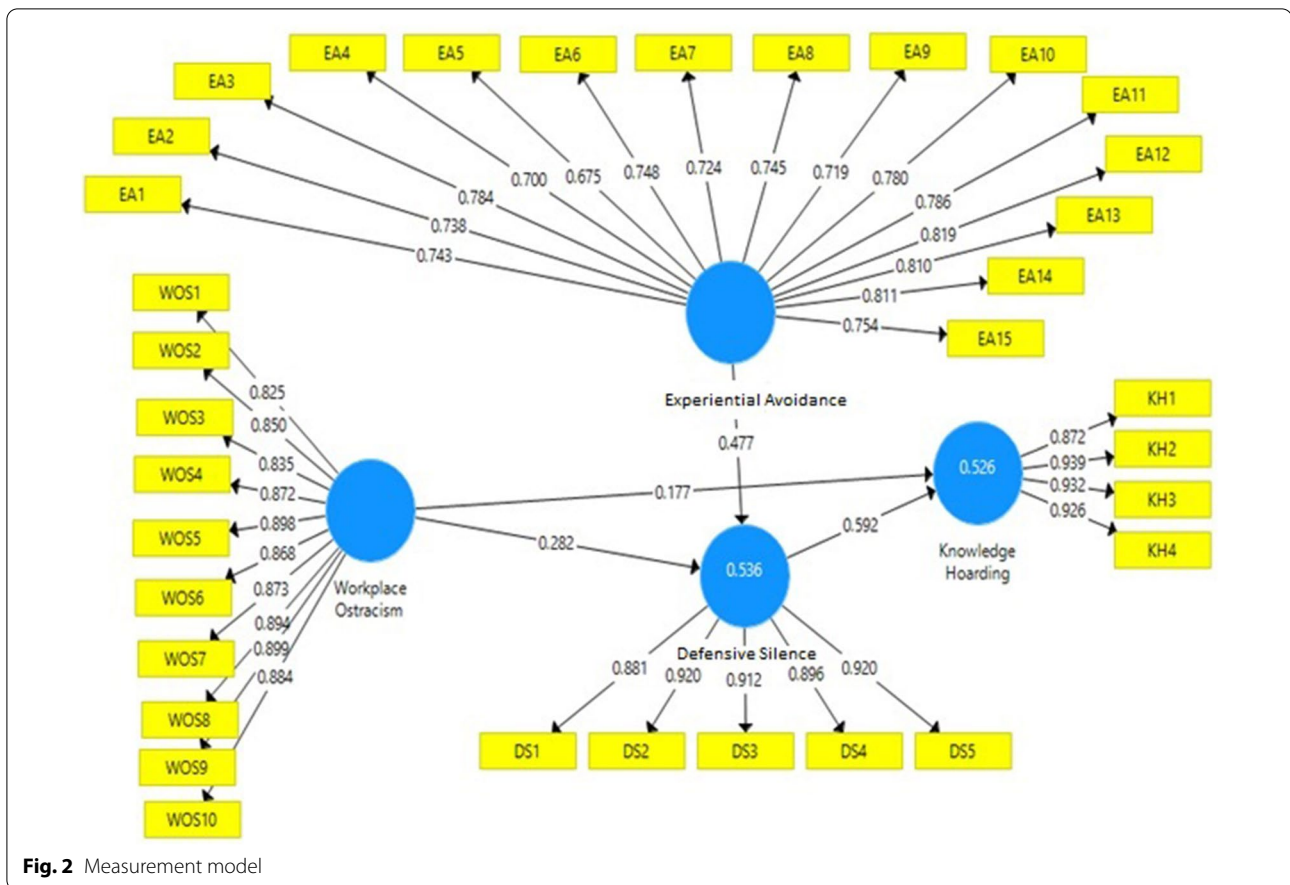 EA4
EA5
EA6
EA7
EA8
EA9
EA10
EA3
EA11
EA2
EA12
EA1
EA13
EA14
EA15
0.743
0.738
0.784
0.700
0.675
0.748
0.724
0.745
0.719
0.780
0.786
0.819
0.810
0.811
0.754
Experiential Avoidance
0.477
WOS1
WOS2
WOS3
WOS4
WOS5
WOS6
WOS7
WOS8
WOS9
WOS10
0.825
0.850
0.835
0.872
0.898
0.868
0.873
0.894
0.899
0.884
Workplace
Ostracism
0.177
0.282
0.592
0.526
Knowledge
Hoarding
0.872
0.939
0.932
0.926
KH1
KH2
KH3
KH4
0.536
Defensive Silence
0.881
0.920
0.912
0.896
0.920
DS1
DS2
DS3
DS4
DS5
Fig. 2 Measurement model